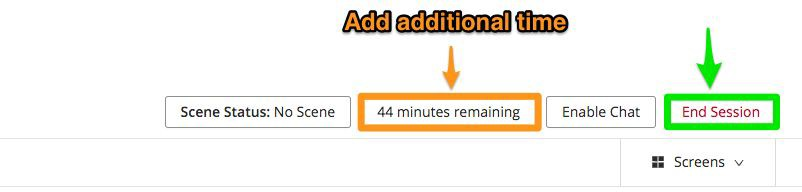 Add additional time
Scene Status: No Scene
44 minutes remaining
Enable Chat
End Session
Screens